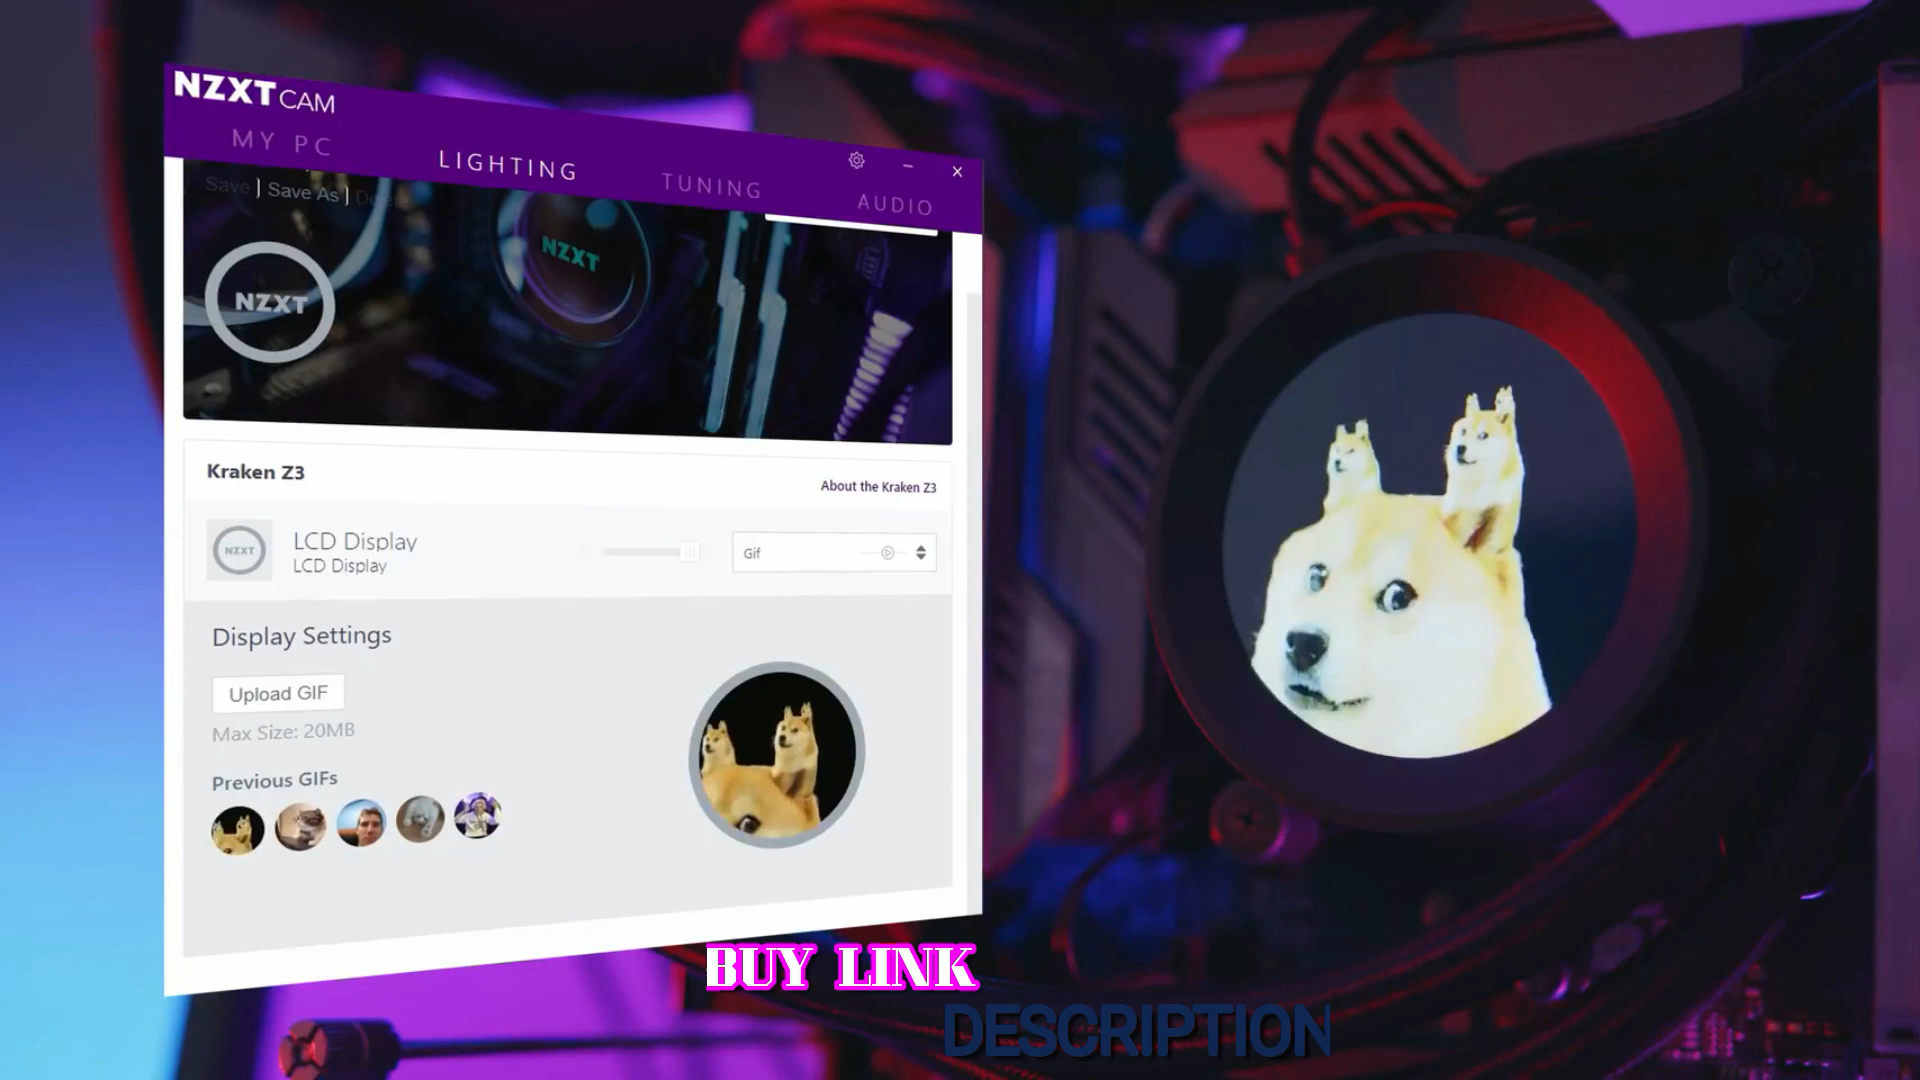 NZXT CAM
MY PC
LIGHTING
TUNING
AUDIO
Save | Save As | Delete
NZXT
NZXT
Kraken Z3
About the Kraken Z3
NZXT
LCD Display
LCD Display
Gif
Display Settings
Upload GIF
Max Size: 20MB
Previous GIFs
BUY LINK
DESCRIPTION